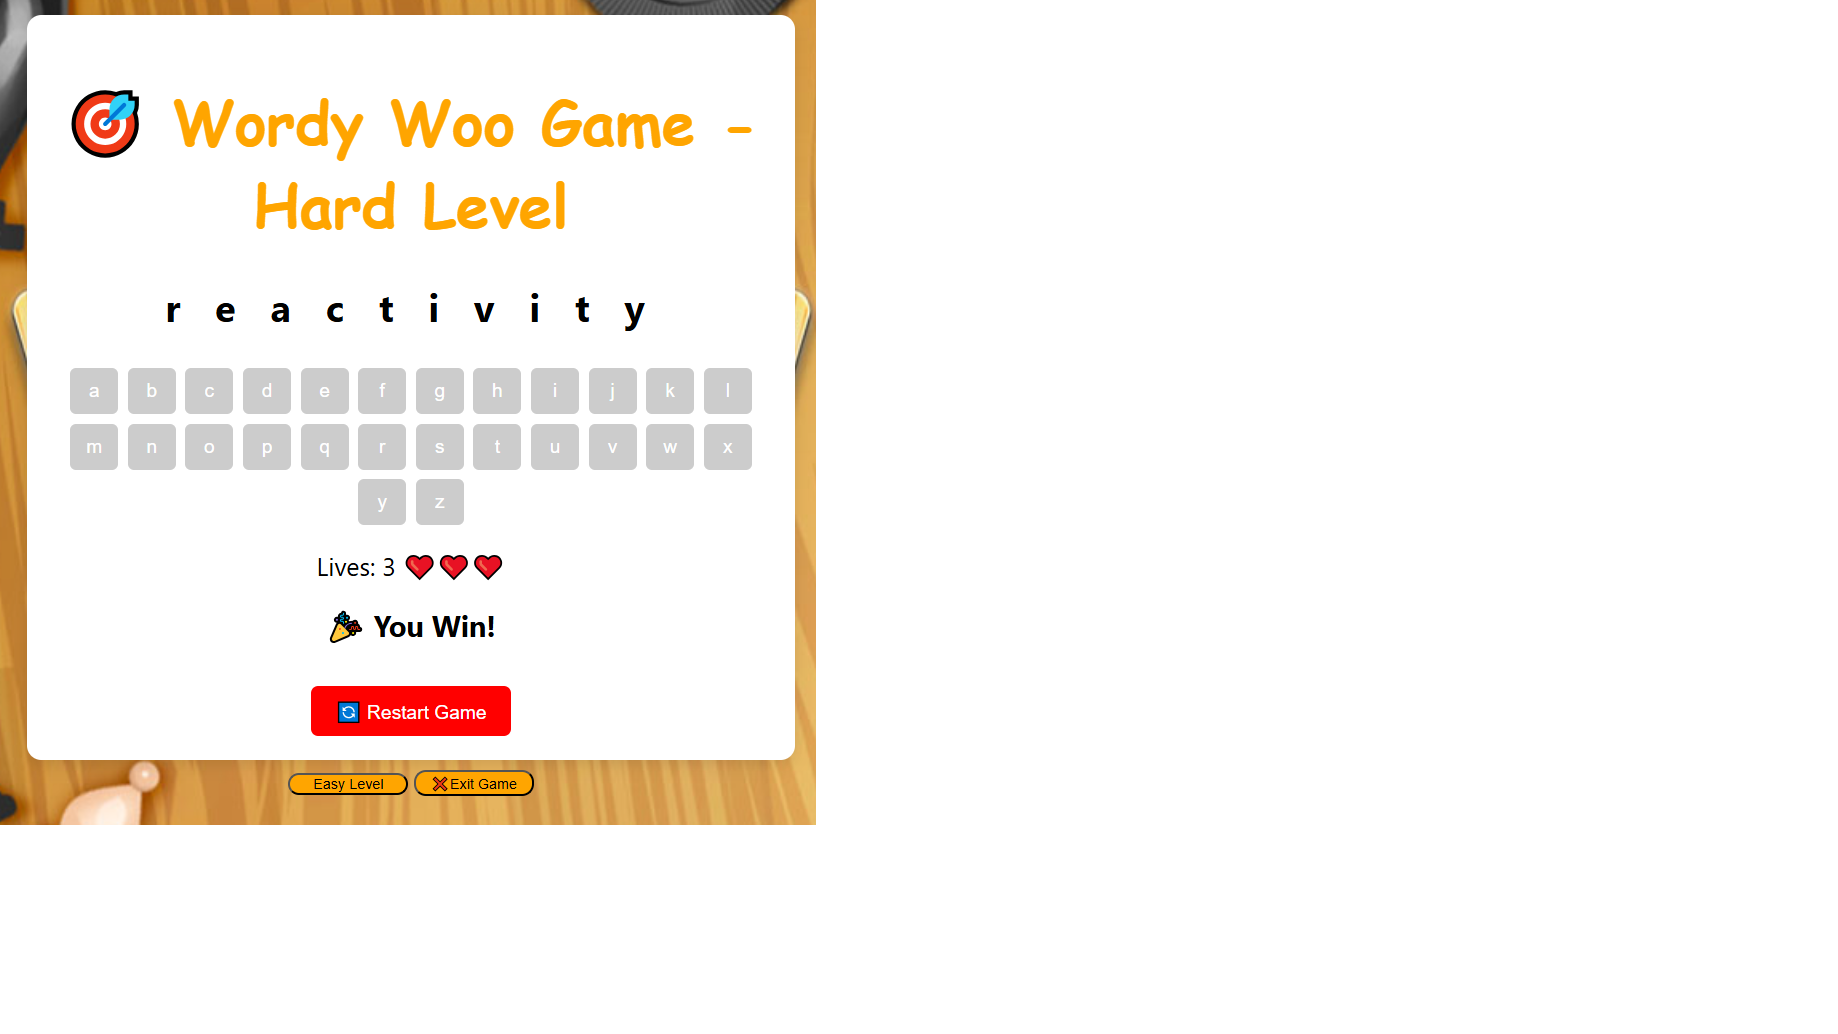 🎯 Wordy Woo Game -
Hard Level
r e a c t i v i t y
a b c d e f g h i j k l
m n o p q r s t u v w x
y z
Lives: 3 ❤️❤️❤️
🎉 You Win!
🔄 Restart Game
Easy Level ❌Exit Game